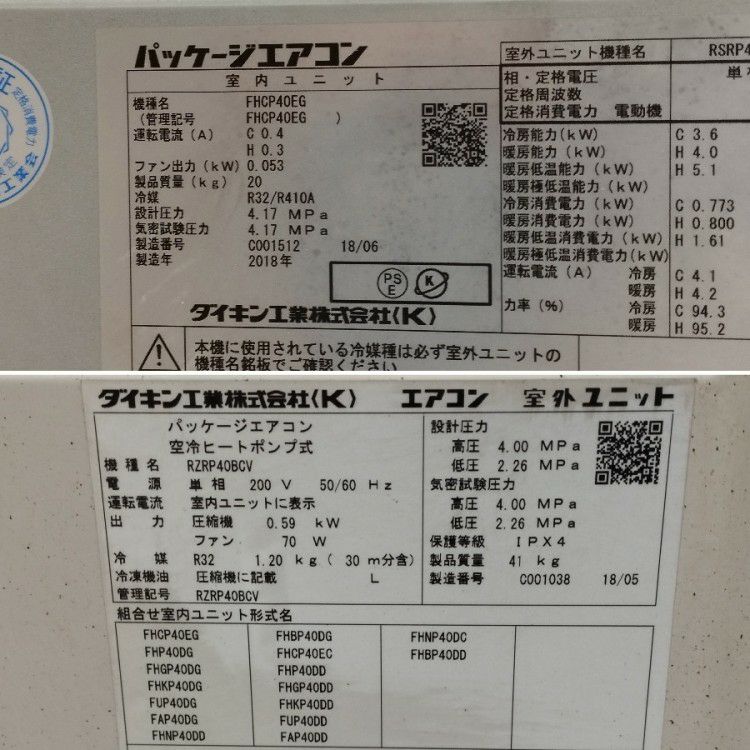 パッケージエアコン
室内ユニット
機種名 FHCP40EG
(管理記号 FHCP40EG )
運転電流(A) C 0.4
H 0.3
ファン出力(kW) 0.053
製品質量(kg) 20
冷媒 R32/R410A
設計圧力 4.17 MPa
気密試験圧力 4.17 MPa
製造番号 C001512 18/06
製造年 2018年
PS
E
K
ダイキン工業株式会社(K)
本機に使用されている冷媒種は必ず室外ユニットの
機種名銘板でご確認ください
室外ユニット機種名 RSRP4
相・定格電圧 単
定格周波数
定格消費電力 電動機
冷房能力(kW) C 3.6
暖房能力(kW) H 4.0
暖房低温能力(kW) H 5.1
暖房極低温能力(kW)
冷房消費電力(kW) C 0.773
暖房消費電力(kW) H 0.800
暖房低温消費電力(kW) H 1.61
暖房極低温消費電力(kW)
運転電流(A) 冷房 C 4.1
暖房 H 4.2
力率(%) 冷房 C 94.3
暖房 H 95.2
ダイキン工業株式会社(K) エアコン 室外ユニット
パッケージエアコン
空冷ヒートポンプ式
機種名 RZRP40BCV
電源 単相 200 V 50/60 Hz
運転電流 室内ユニットに表示
出力 圧縮機 0.59 kW
ファン 70 W
冷媒 R32 1.20 kg( 30 m分含)
冷凍機油 圧縮機に記載 L
管理記号 RZRP40BCV
設計圧力
高圧 4.00 MPa
低圧 2.26 MPa
気密試験圧力
高圧 4.00 MPa
低圧 2.26 MPa
保護等級 IPX4
製品質量 41 kg
製造番号 C001038 18/05
組合せ室内ユニット形式名
FHCP40EG FHBP40DG FHNP40DC
FHP40DG FHCP40EC FHBP40DD
FHGP40DG FHP40DD
FHKP40DG FHGP40DD
FUP40DG FHKP40DD
FAP40DG FUP40DD
FHNP40DD FAP40DD